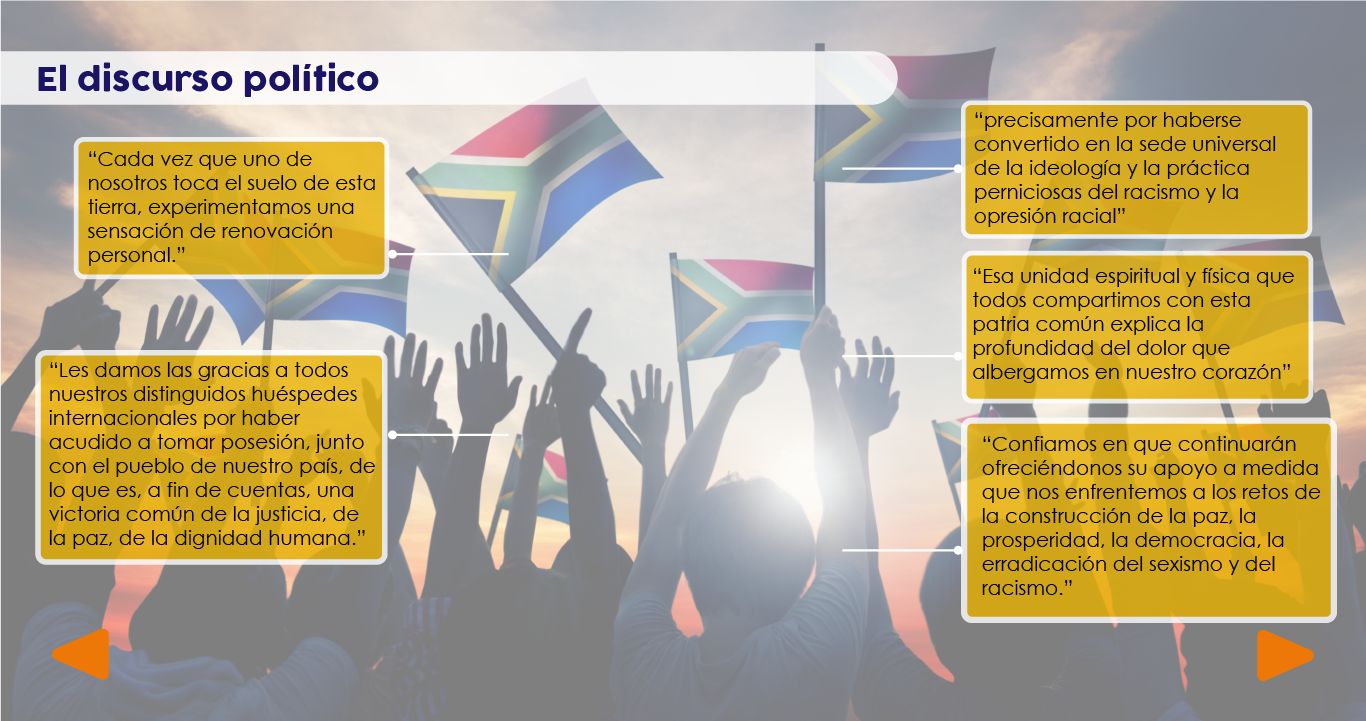 El discurso político
“Cada vez que uno de
nosotros toca el suelo de esta
tierra, experimentamos una
sensación de renovación
personal.”
“Les damos las gracias a todos
nuestros distinguidos huéspedes
internacionales por haber
acudido a tomar posesión, junto
con el pueblo de nuestro país, de
lo que es, a fin de cuentas, una
victoria común de la justicia, de
la paz, de la dignidad humana.”
“precisamente por haberse
convertido en la sede universal
de la ideología y la práctica
perniciosas del racismo y la
opresión racial”
“Esa unidad espiritual y física que
todos compartimos con esta
patria común explica la
profundidad del dolor que
albergamos en nuestro corazón”
“Confiamos en que continuarán
ofreciéndonos su apoyo a medida
que nos enfrentemos a los retos de
la construcción de la paz, la
prosperidad, la democracia, la
erradicación del sexismo y del
racismo.”